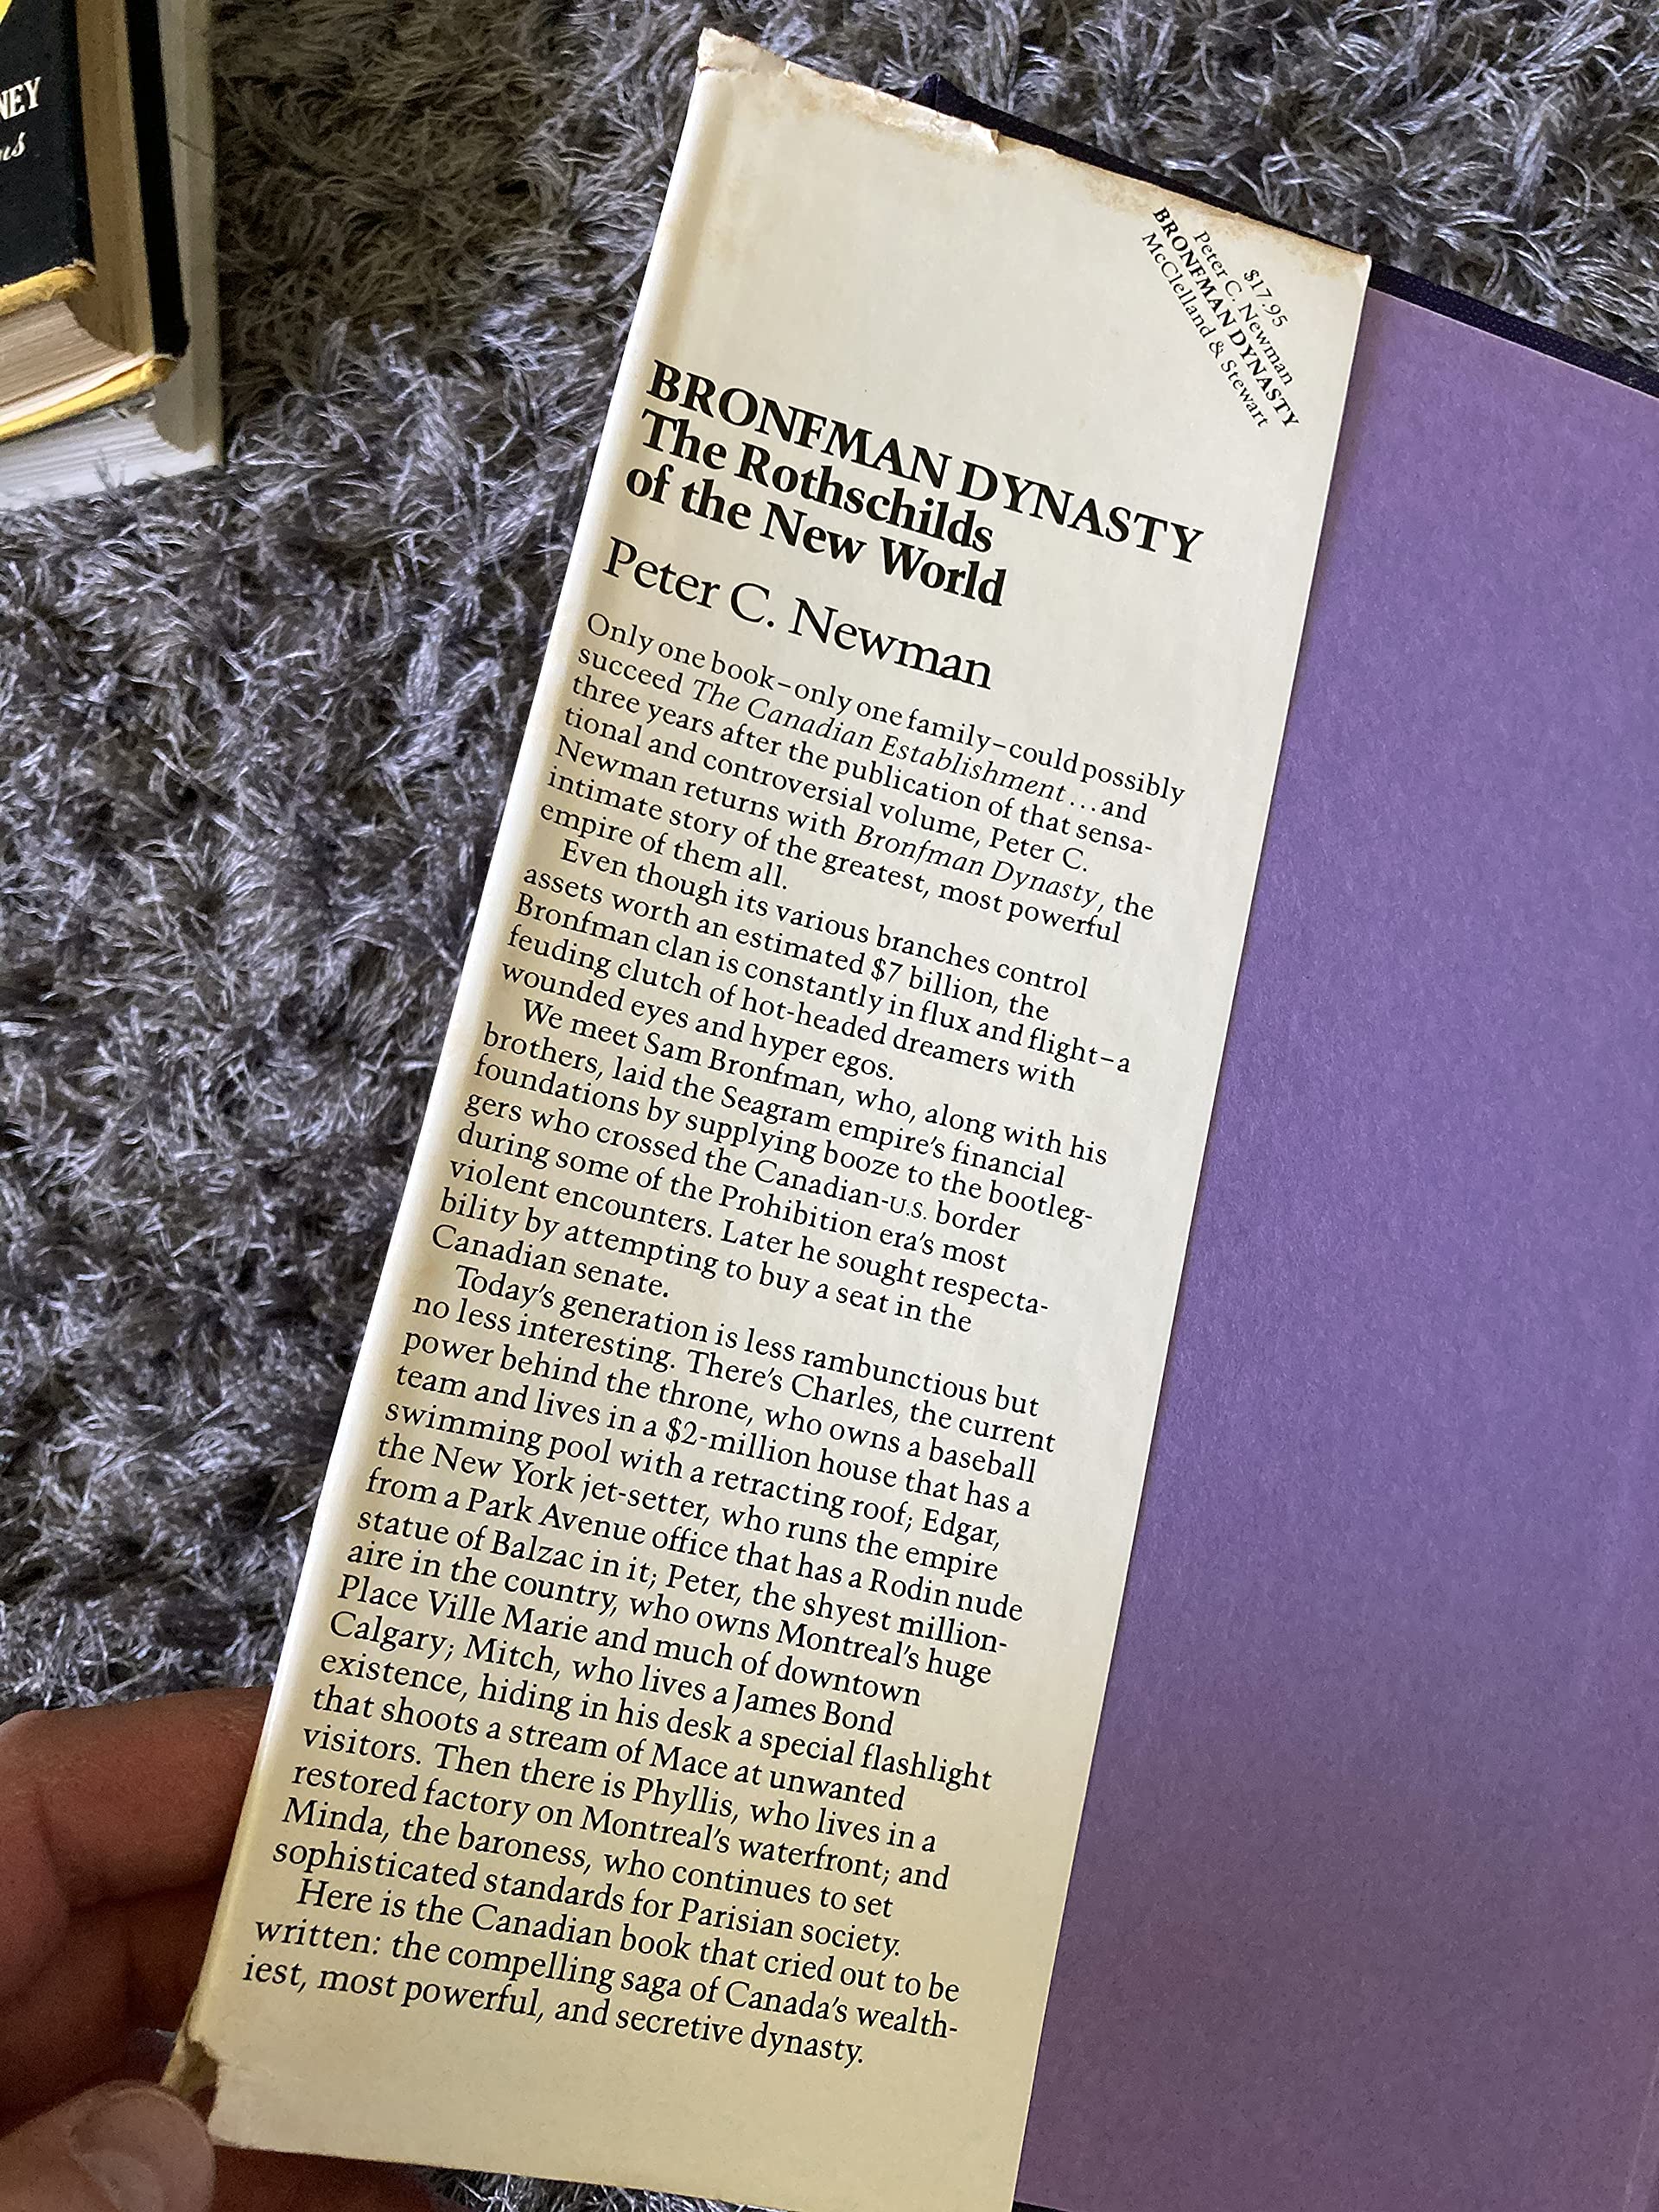 NEY
$17.95
Peter C. Newman
BRONFMAN DYNASTY
McClelland & Stewart
BRONFMAN DYNASTY
The Rothschilds
of the New World
Peter C. Newman
Only one book–only one family–could possibly
succeed The Canadian Establishment...and
three years after the publication of that sensa-
tional and controversial volume, Peter C.
Newman returns with Bronfman Dynasty, the
intimate story of the greatest, most powerful
empire of them all.
Even though its various branches control
assets worth an estimated $7 billion, the
Bronfman clan is constantly in flux and flight–a
feuding clutch of hot-headed dreamers with
wounded eyes and hyper egos.
We meet Sam Bronfman, who, along with his
brothers, laid the Seagram empire's financial
foundations by supplying booze to the bootleg-
gers who crossed the Canadian-U.S. border
during some of the Prohibition era's most
violent encounters. Later he sought respecta-
bility by attempting to buy a seat in the
Canadian senate.
Today's generation is less rambunctious but
no less interesting. There's Charles, the current
power behind the throne, who owns a baseball
team and lives in a $2-million house that has a
swimming pool with a retracting roof; Edgar,
the New York jet-setter, who runs the empire
from a Park Avenue office that has a Rodin nude
statue of Balzac in it; Peter, the shyest million-
aire in the country, who owns Montreal's huge
Place Ville Marie and much of downtown
Calgary; Mitch, who lives a James Bond
existence, hiding in his desk a special flashlight
that shoots a stream of Mace at unwanted
visitors. Then there is Phyllis, who lives in a
restored factory on Montreal's waterfront; and
Minda, the baroness, who continues to set
sophisticated standards for Parisian society.
Here is the Canadian book that cried out to be
written: the compelling saga of Canada's wealth-
iest, most powerful, and secretive dynasty.